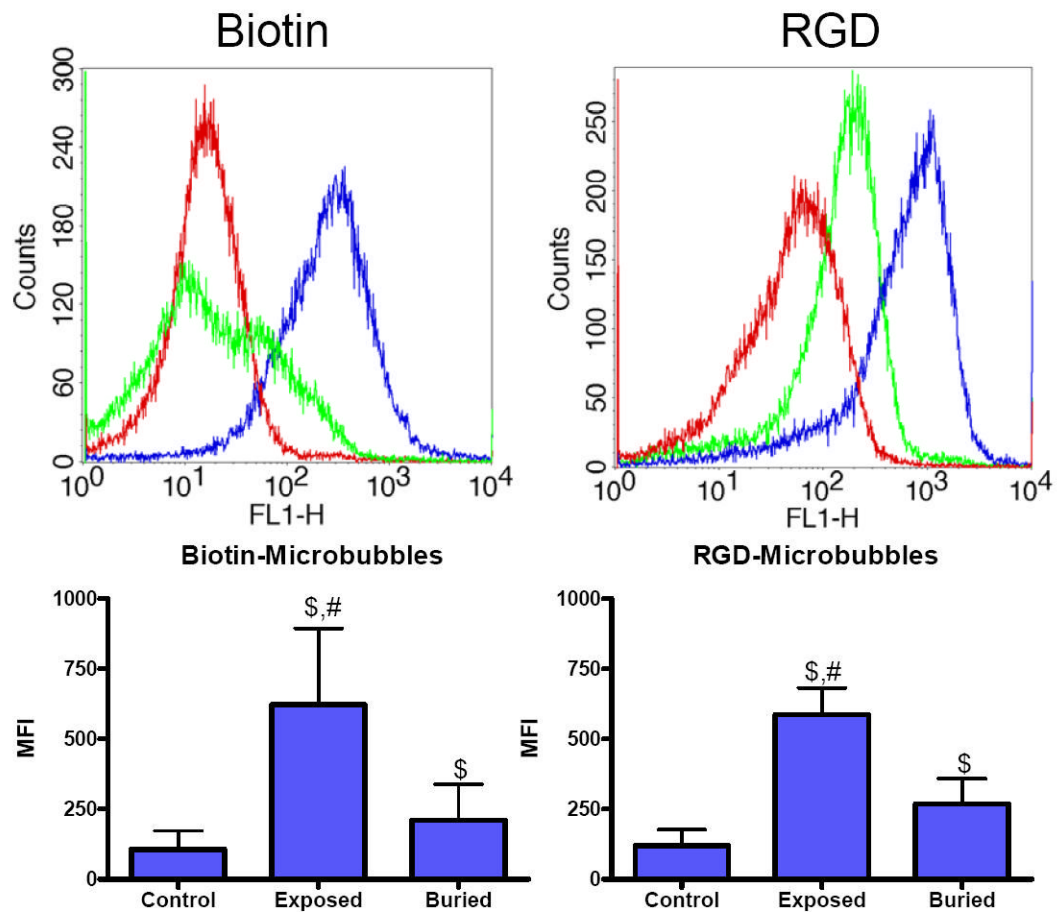 Biotin
RGD
300
240
180
120
60
0
Counts
10^0 10^1 10^2 10^3 10^4
FL1-H
250
200
150
100
50
0
Counts
10^0 10^1 10^2 10^3 10^4
FL1-H
Biotin-Microbubbles
1000
750
500
250
0
MFI
$,#
$
Control Exposed Buried
RGD-Microbubbles
1000
750
500
250
0
MFI
$,#
$
Control Exposed Buried